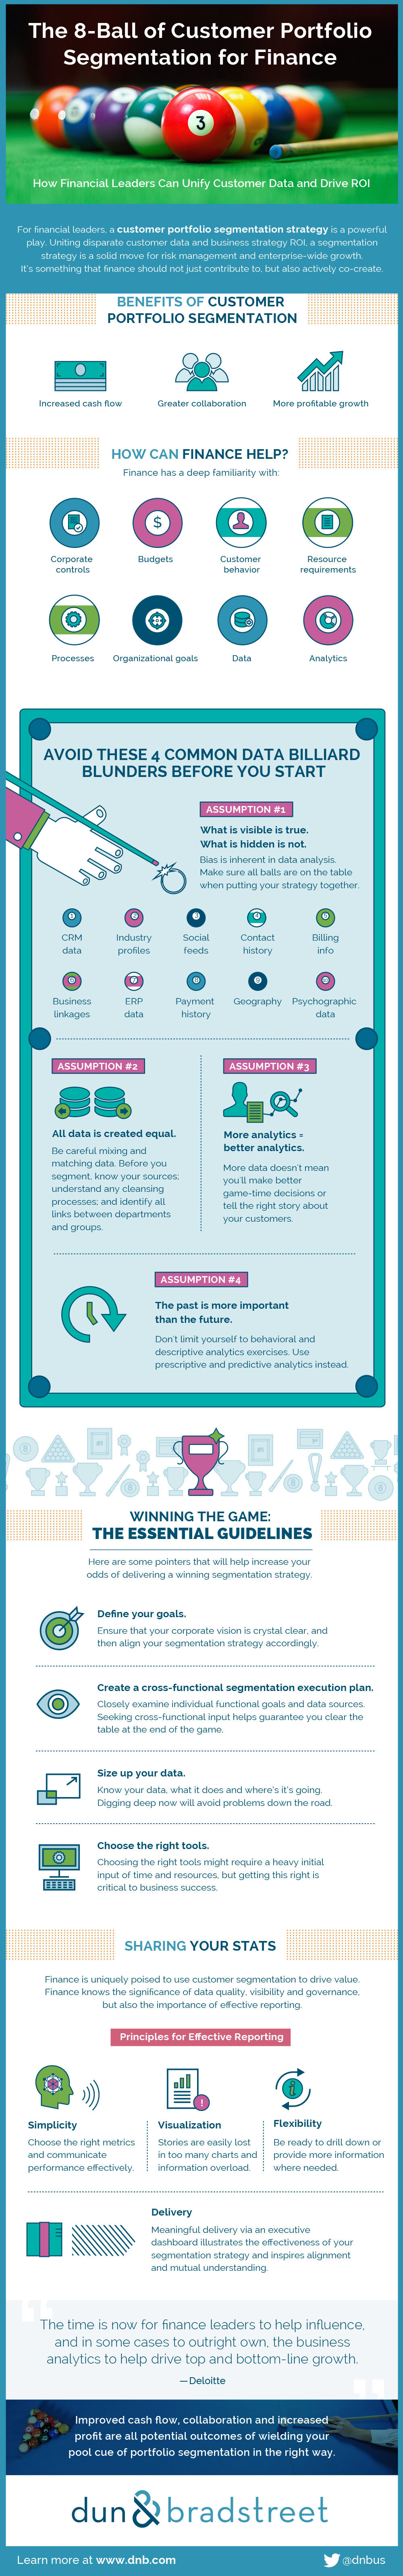 The 8-Ball of Customer Portfolio
Segmentation for Finance
3
How Financial Leaders Can Unify Customer Data and Drive ROI
For financial leaders, a customer portfolio segmentation strategy is a powerful
play. Uniting disparate customer data and business strategy ROI, a segmentation
strategy is a solid move for risk management and enterprise-wide growth.
It's something that finance should not just contribute to, but also actively co-create.
BENEFITS OF CUSTOMER
PORTFOLIO SEGMENTATION
Increased cash flow
Greater collaboration
More profitable growth
HOW CAN FINANCE HELP?
Finance has a deep familiarity with:
$
Corporate
controls
Budgets
Customer
behavior
Resource
requirements
Processes
Organizational goals
Data
Analytics
AVOID THESE 4 COMMON DATA BILLIARD
BLUNDERS BEFORE YOU START
ASSUMPTION #1
What is visible is true.
What is hidden is not.
Bias is inherent in data analysis.
Make sure all balls are on the table
when putting your strategy together.
1
2
3
4
5
CRM
data
Industry
profiles
Social
feeds
Contact
history
Billing
info
6
7
8
9
10
Business
linkages
ERP
data
Payment
history
Geography
Psychographic
data
ASSUMPTION #2
All data is created equal.
Be careful mixing and
matching data. Before you
segment, know your sources;
understand any cleansing
processes; and identify all
links between departments
and groups.
ASSUMPTION #3
More analytics =
better analytics.
More data doesn't mean
you'll make better
game-time decisions or
tell the right story about
your customers.
ASSUMPTION #4
The past is more important
than the future.
Don't limit yourself to behavioral and
descriptive analytics exercises. Use
prescriptive and predictive analytics instead.
WINNING THE GAME:
THE ESSENTIAL GUIDELINES
Here are some pointers that will help increase your
odds of delivering a winning segmentation strategy.
Define your goals.
Ensure that your corporate vision is crystal clear, and
then align your segmentation strategy accordingly.
Create a cross-functional segmentation execution plan.
Closely examine individual functional goals and data sources.
Seeking cross-functional input helps guarantee you clear the
table at the end of the game.
Size up your data.
Know your data, what it does and where's it's going.
Digging deep now will avoid problems down the road.
Choose the right tools.
Choosing the right tools might require a heavy initial
input of time and resources, but getting this right is
critical to business success.
SHARING YOUR STATS
Finance is uniquely poised to use customer segmentation to drive value.
Finance knows the significance of data quality, visibility and governance,
but also the importance of effective reporting.
Principles for Effective Reporting
!
i
Simplicity
Choose the right metrics
and communicate
performance effectively.
Visualization
Stories are easily lost
in too many charts and
information overload.
Flexibility
Be ready to drill down or
provide more information
where needed.
Delivery
Meaningful delivery via an executive
dashboard illustrates the effectiveness of your
segmentation strategy and inspires alignment
and mutual understanding.
"The time is now for finance leaders to help influence,
and in some cases to outright own, the business
analytics to help drive top and bottom-line growth.
—Deloitte"
Improved cash flow, collaboration and increased
profit are all potential outcomes of wielding your
pool cue of portfolio segmentation in the right way.
dun & bradstreet
Learn more at www.dnb.com
@dnbus